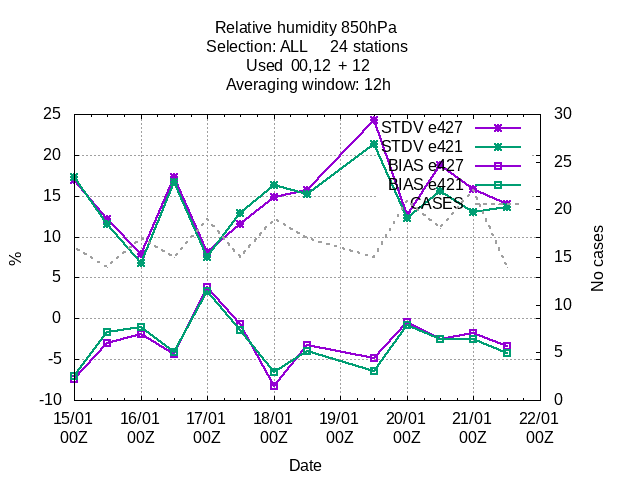 Relative humidity 850hPa
Selection: ALL 24 stations
Used 00,12 + 12
Averaging window: 12h
25 30
STDV e427
STDV e421
20 25
BIAS e427
BIAS e421
15 20
CASES
10 15
5
0 10
-5 5
-10 0
%
No cases
15/01 16/01 17/01 18/01 19/01 20/01 21/01 22/01
00Z 00Z 00Z 00Z 00Z 00Z 00Z 00Z
Date